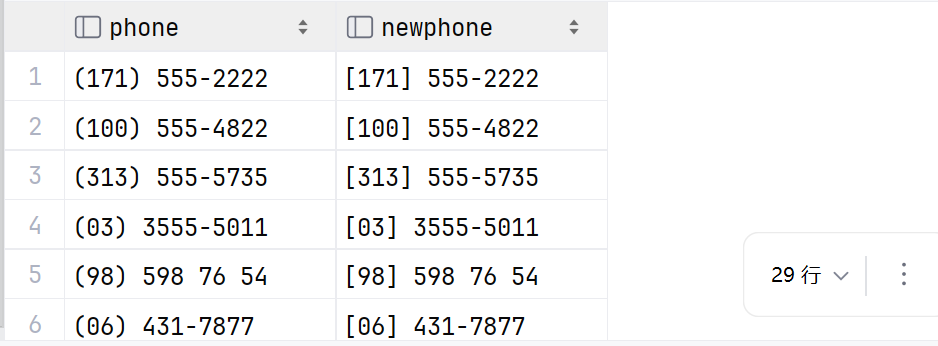 phone newphone
1 (171) 555-2222 [171] 555-2222
2 (100) 555-4822 [100] 555-4822
3 (313) 555-5735 [313] 555-5735
4 (03) 3555-5011 [03] 3555-5011
5 (98) 598 76 54 [98] 598 76 54
29 行
6 (06) 431-7877 [06] 431-7877